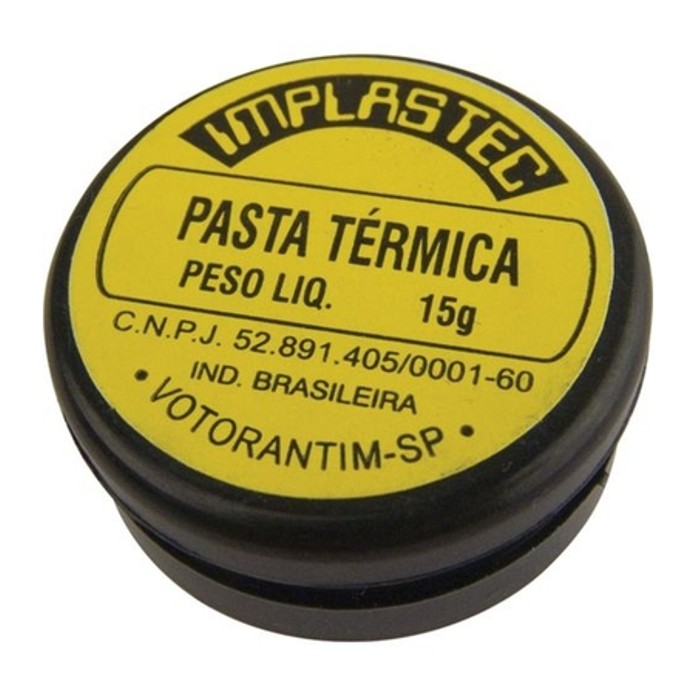 IMPLASTEC
PASTA TÉRMICA
PESO LIQ. 15g
C.N.P.J. 52.891.405/0001-60
IND. BRASILEIRA
• VOTORANTIM-SP •